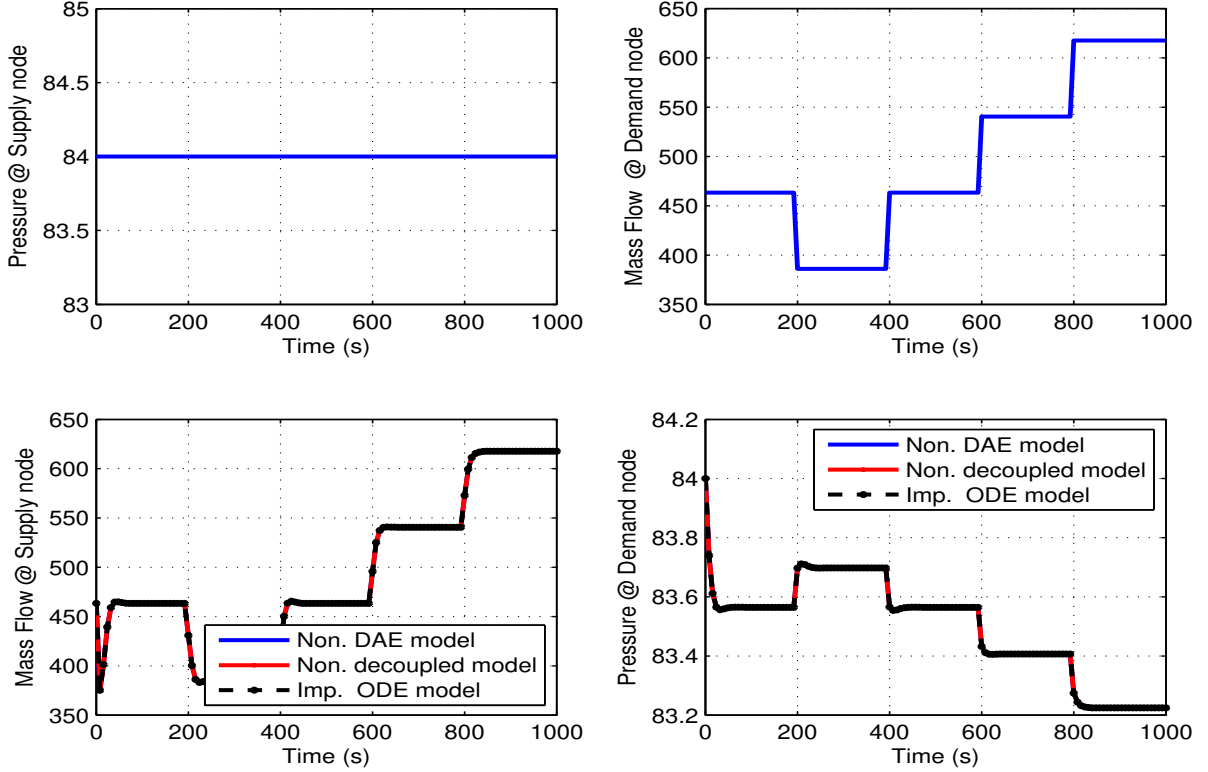 85
84.5
84
83.5
83
Pressure @ Supply node
0 200 400 600 800 1000
Time (s)
650
600
550
500
450
400
350
Mass Flow @ Demand node
0 200 400 600 800 1000
Time (s)
650
600
550
500
450
400
350
Mass Flow @ Supply node
Non. DAE model
Non. decoupled model
Imp. ODE model
0 200 400 600 800 1000
Time (s)
84.2
84
83.8
83.6
83.4
83.2
Pressure @ Demand node
Non. DAE model
Non. decoupled model
Imp. ODE model
0 200 400 600 800 1000
Time (s)